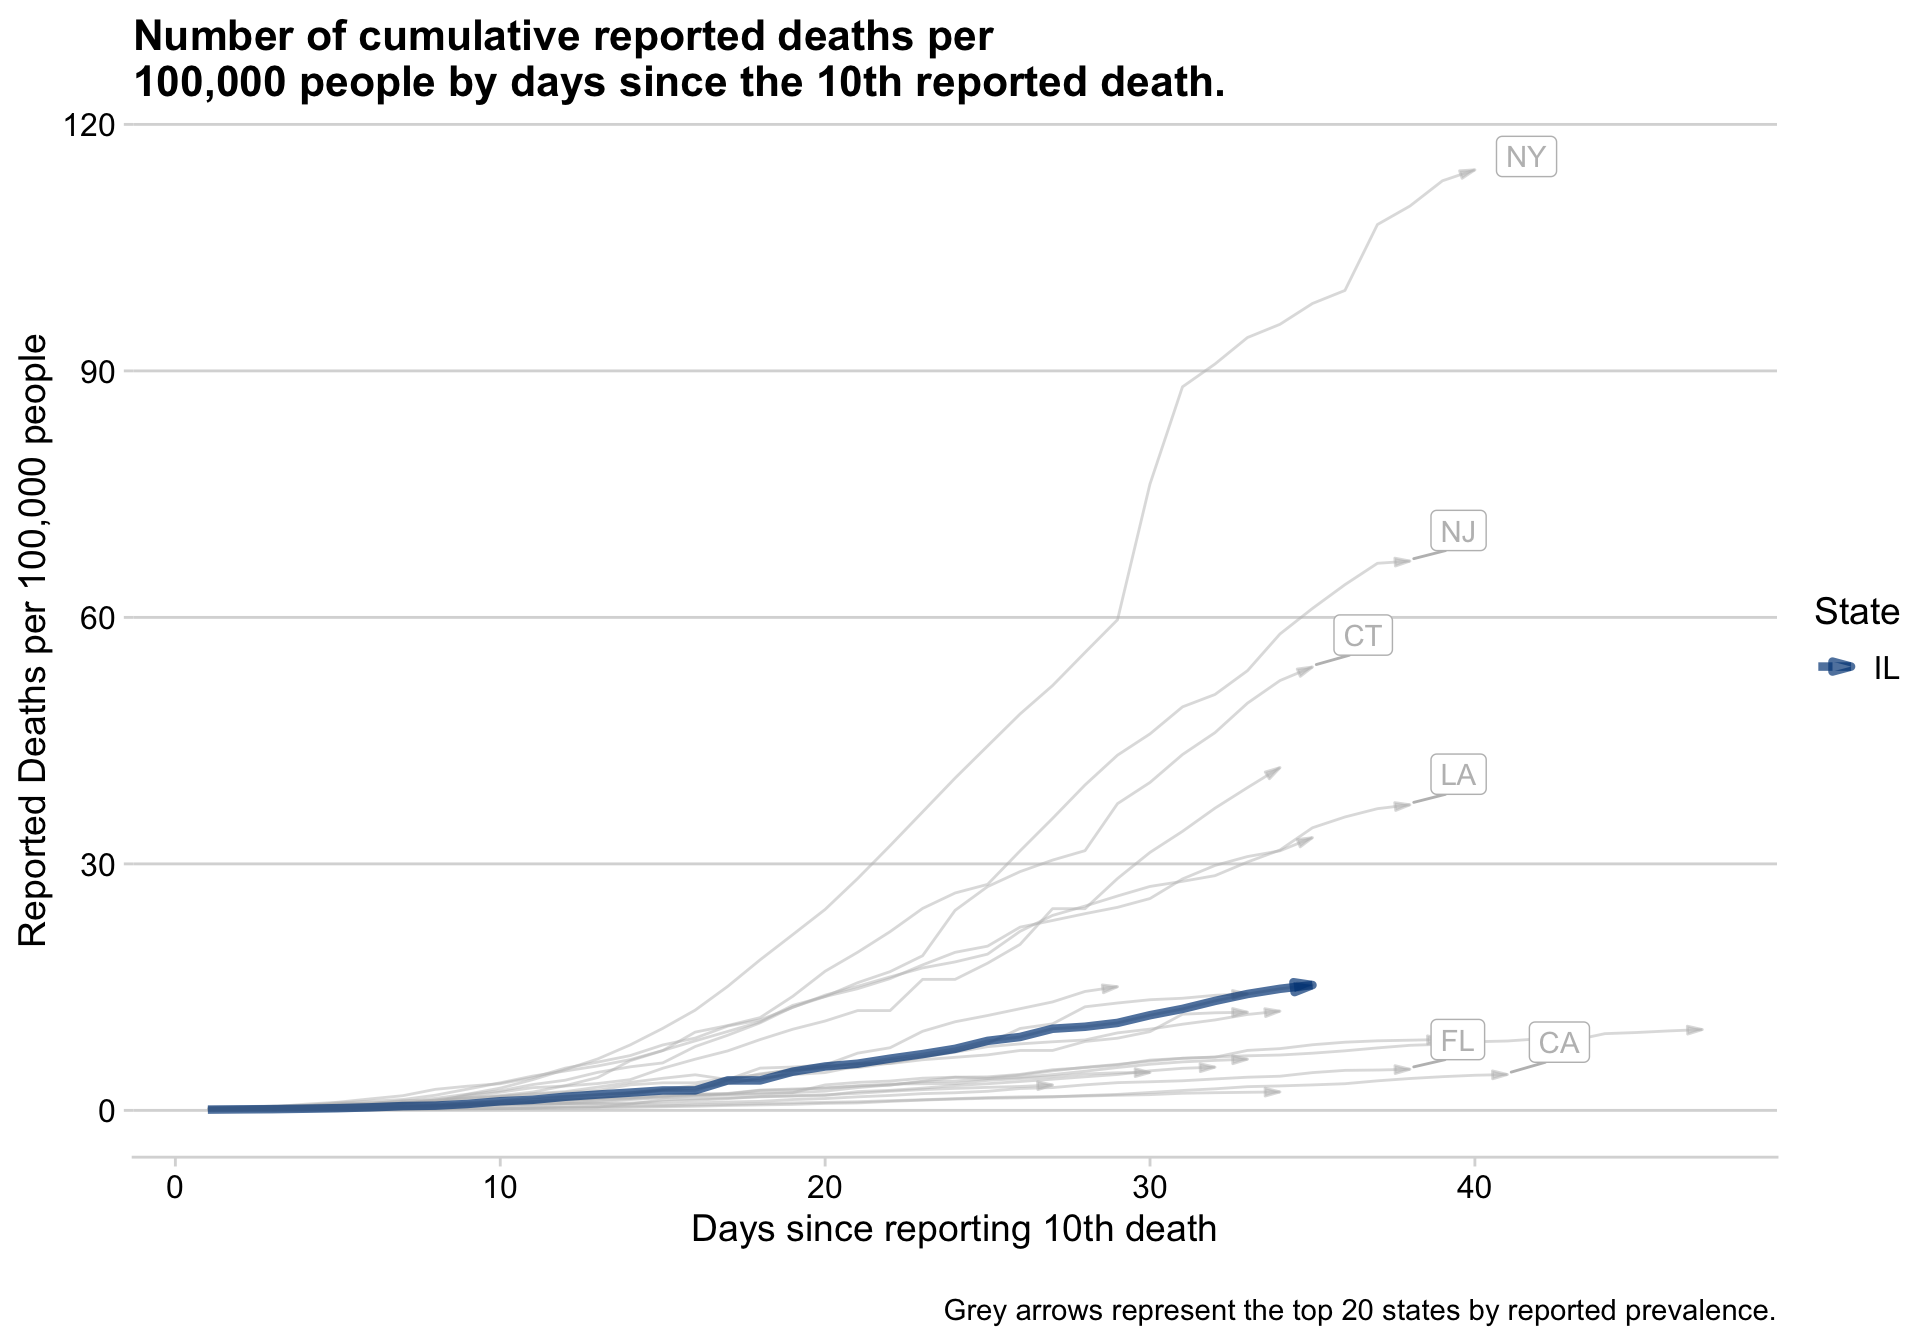 Number of cumulative reported deaths per
100,000 people by days since the 10th reported death.
120
90
60
30
0
Reported Deaths per 100,000 people
NY
NJ
CT
LA
FL
CA
State
IL
0
10
20
30
40
Days since reporting 10th death
Grey arrows represent the top 20 states by reported prevalence.